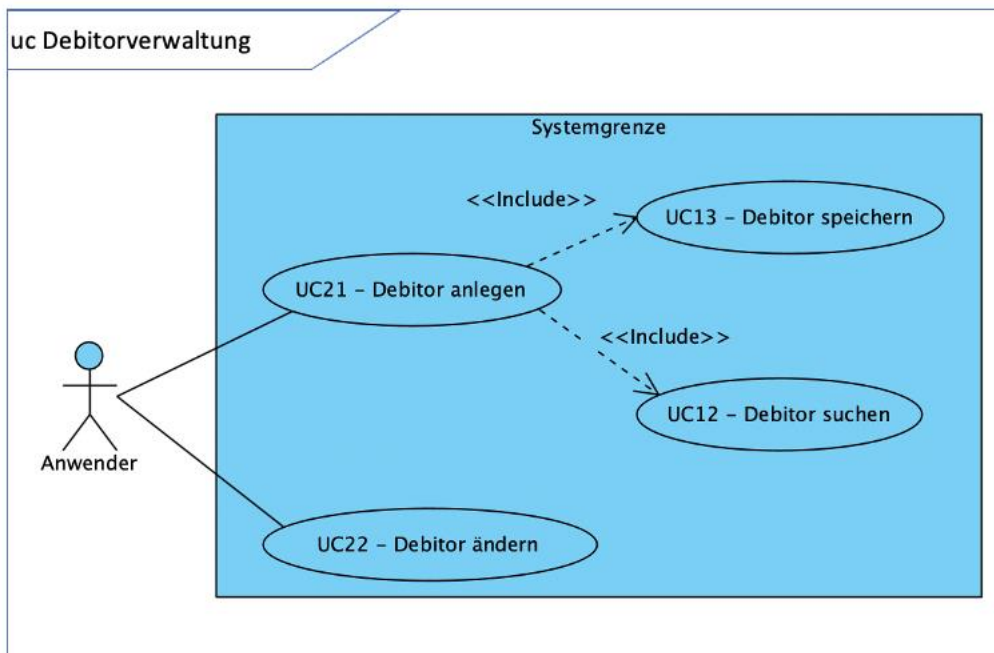 uc Debitorverwaltung
Systemgrenze
<<Include>>
UC13 – Debitor speichern
UC21 – Debitor anlegen
<<Include>>
UC12 – Debitor suchen
Anwender
UC22 – Debitor ändern